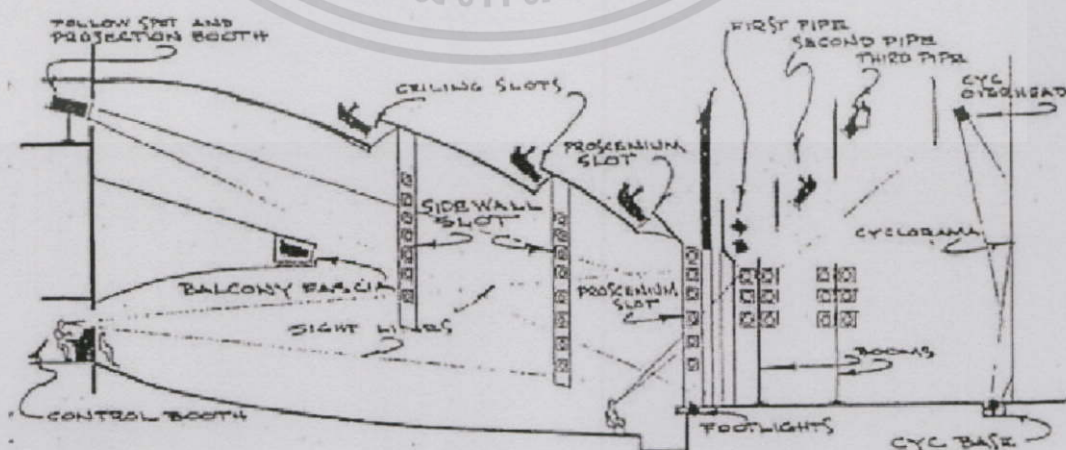 FOLLOW SPOT AND
PROJECTION BOOTH
CEILING SLOTS
FIRST PIPE
SECOND PIPE
THIRD PIPE
CYC
OVERHEAD
PROSCENIUM
SLOT
SIDEWALL
SLOT
CYCLORAMA
BALCONY FASCIA
PROSCENIUM
SLOT
SIGHT LINES
BOOMS
CONTROL BOOTH
FOOTLIGHTS
CYC BASE